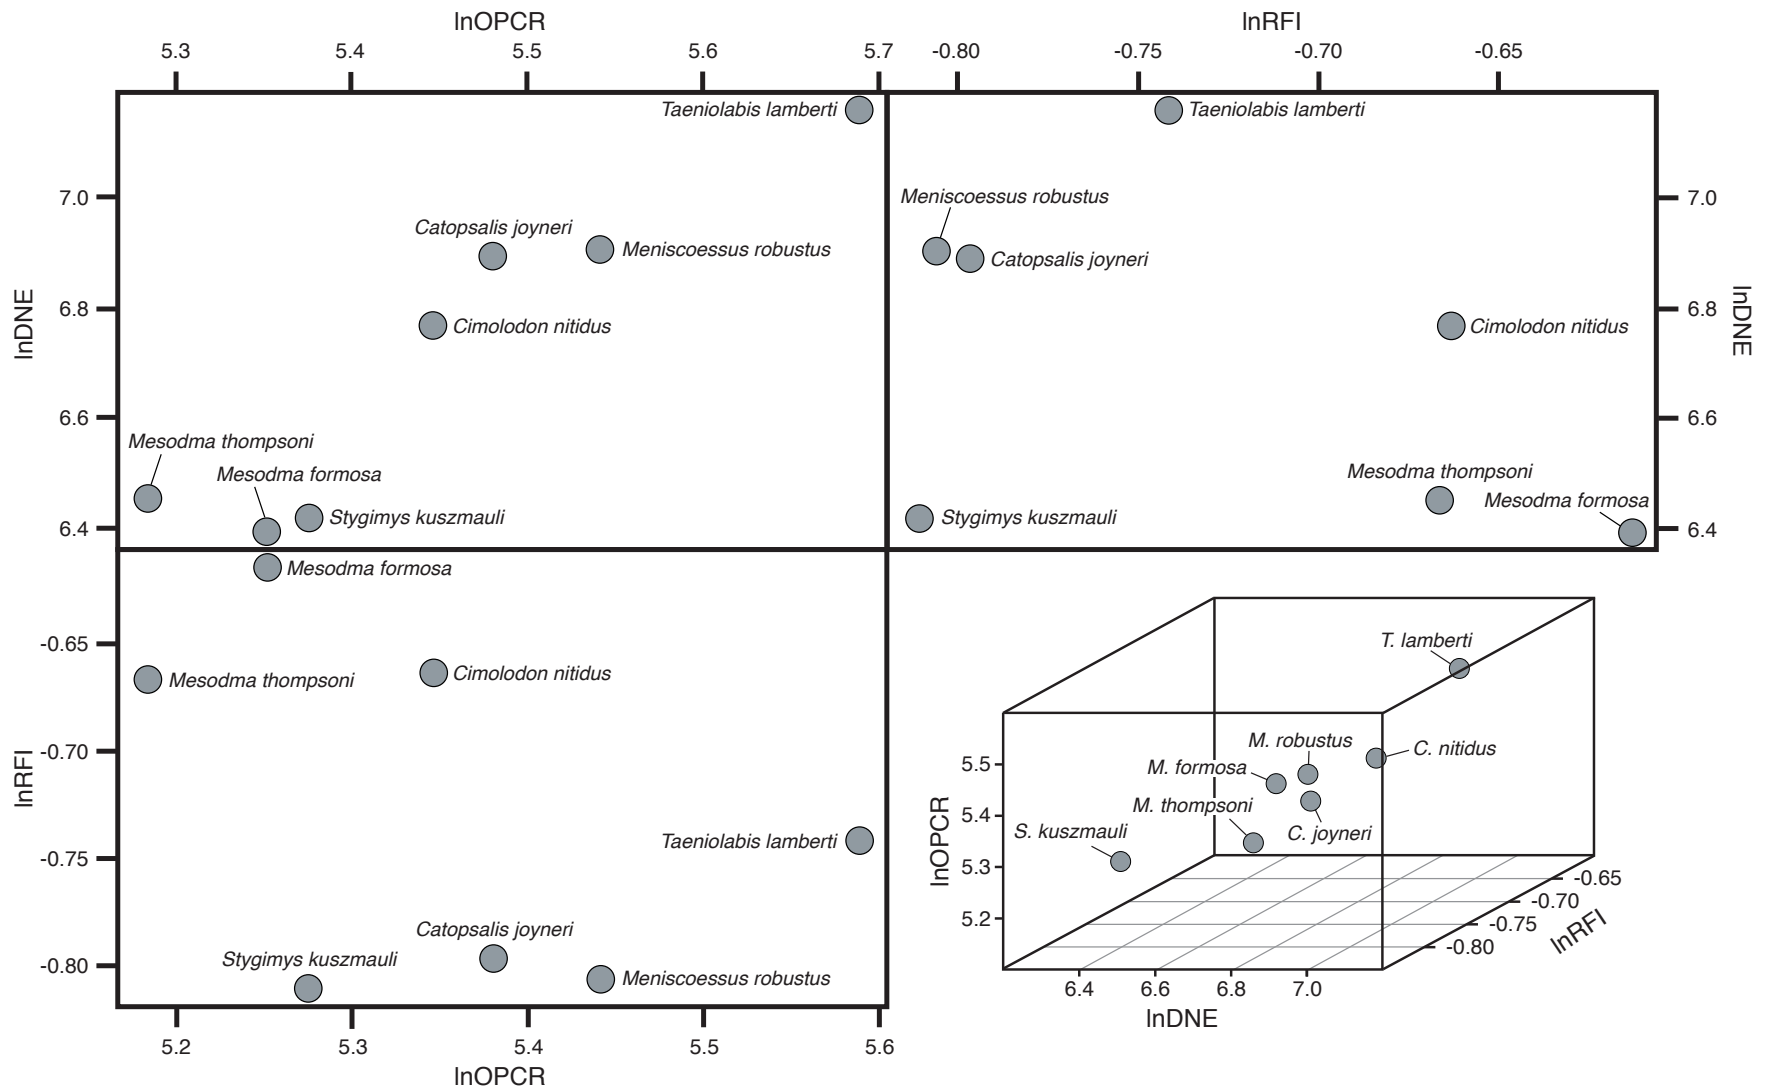 lnOPCR lnRFI
5.3 5.4 5.5 5.6 5.7 -0.80 -0.75 -0.70 -0.65
Taeniolabis lamberti Taeniolabis lamberti
7.0 Meniscoessus robustus 7.0
Catopsalis joyneri
Meniscoessus robustus
Catopsalis joyneri
lnDNE 6.8 6.8 lnDNE
Cimolodon nitidus Cimolodon nitidus
6.6 6.6
Mesodma thompsoni
Mesodma formosa
Mesodma thompsoni
Mesodma formosa
Stygimys kuszmauli Stygimys kuszmauli
6.4 6.4
Mesodma formosa
-0.65
Cimolodon nitidus
Mesodma thompsoni
-0.70
lnRFI
Taeniolabis lamberti
-0.75
Catopsalis joyneri
Stygimys kuszmauli
-0.80
Meniscoessus robustus
5.2 5.3 5.4 5.5 5.6
lnOPCR
T. lamberti
M. robustus
C. nitidus
M. formosa
M. thompsoni
C. joyneri
S. kuszmauli
5.5
5.4
5.3
5.2
lnOPCR
-0.65
-0.70
-0.75
-0.80
lnRFI
6.4 6.6 6.8 7.0
lnDNE